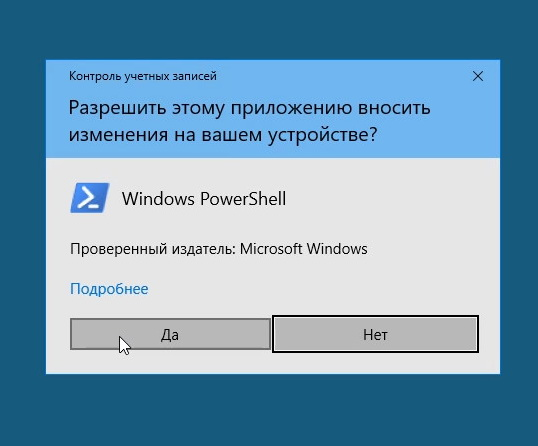 Контроль учетных записей
Разрешить этому приложению вносить
изменения на вашем устройстве?
Windows PowerShell
Проверенный издатель: Microsoft Windows
Подробнее
Да
Нет